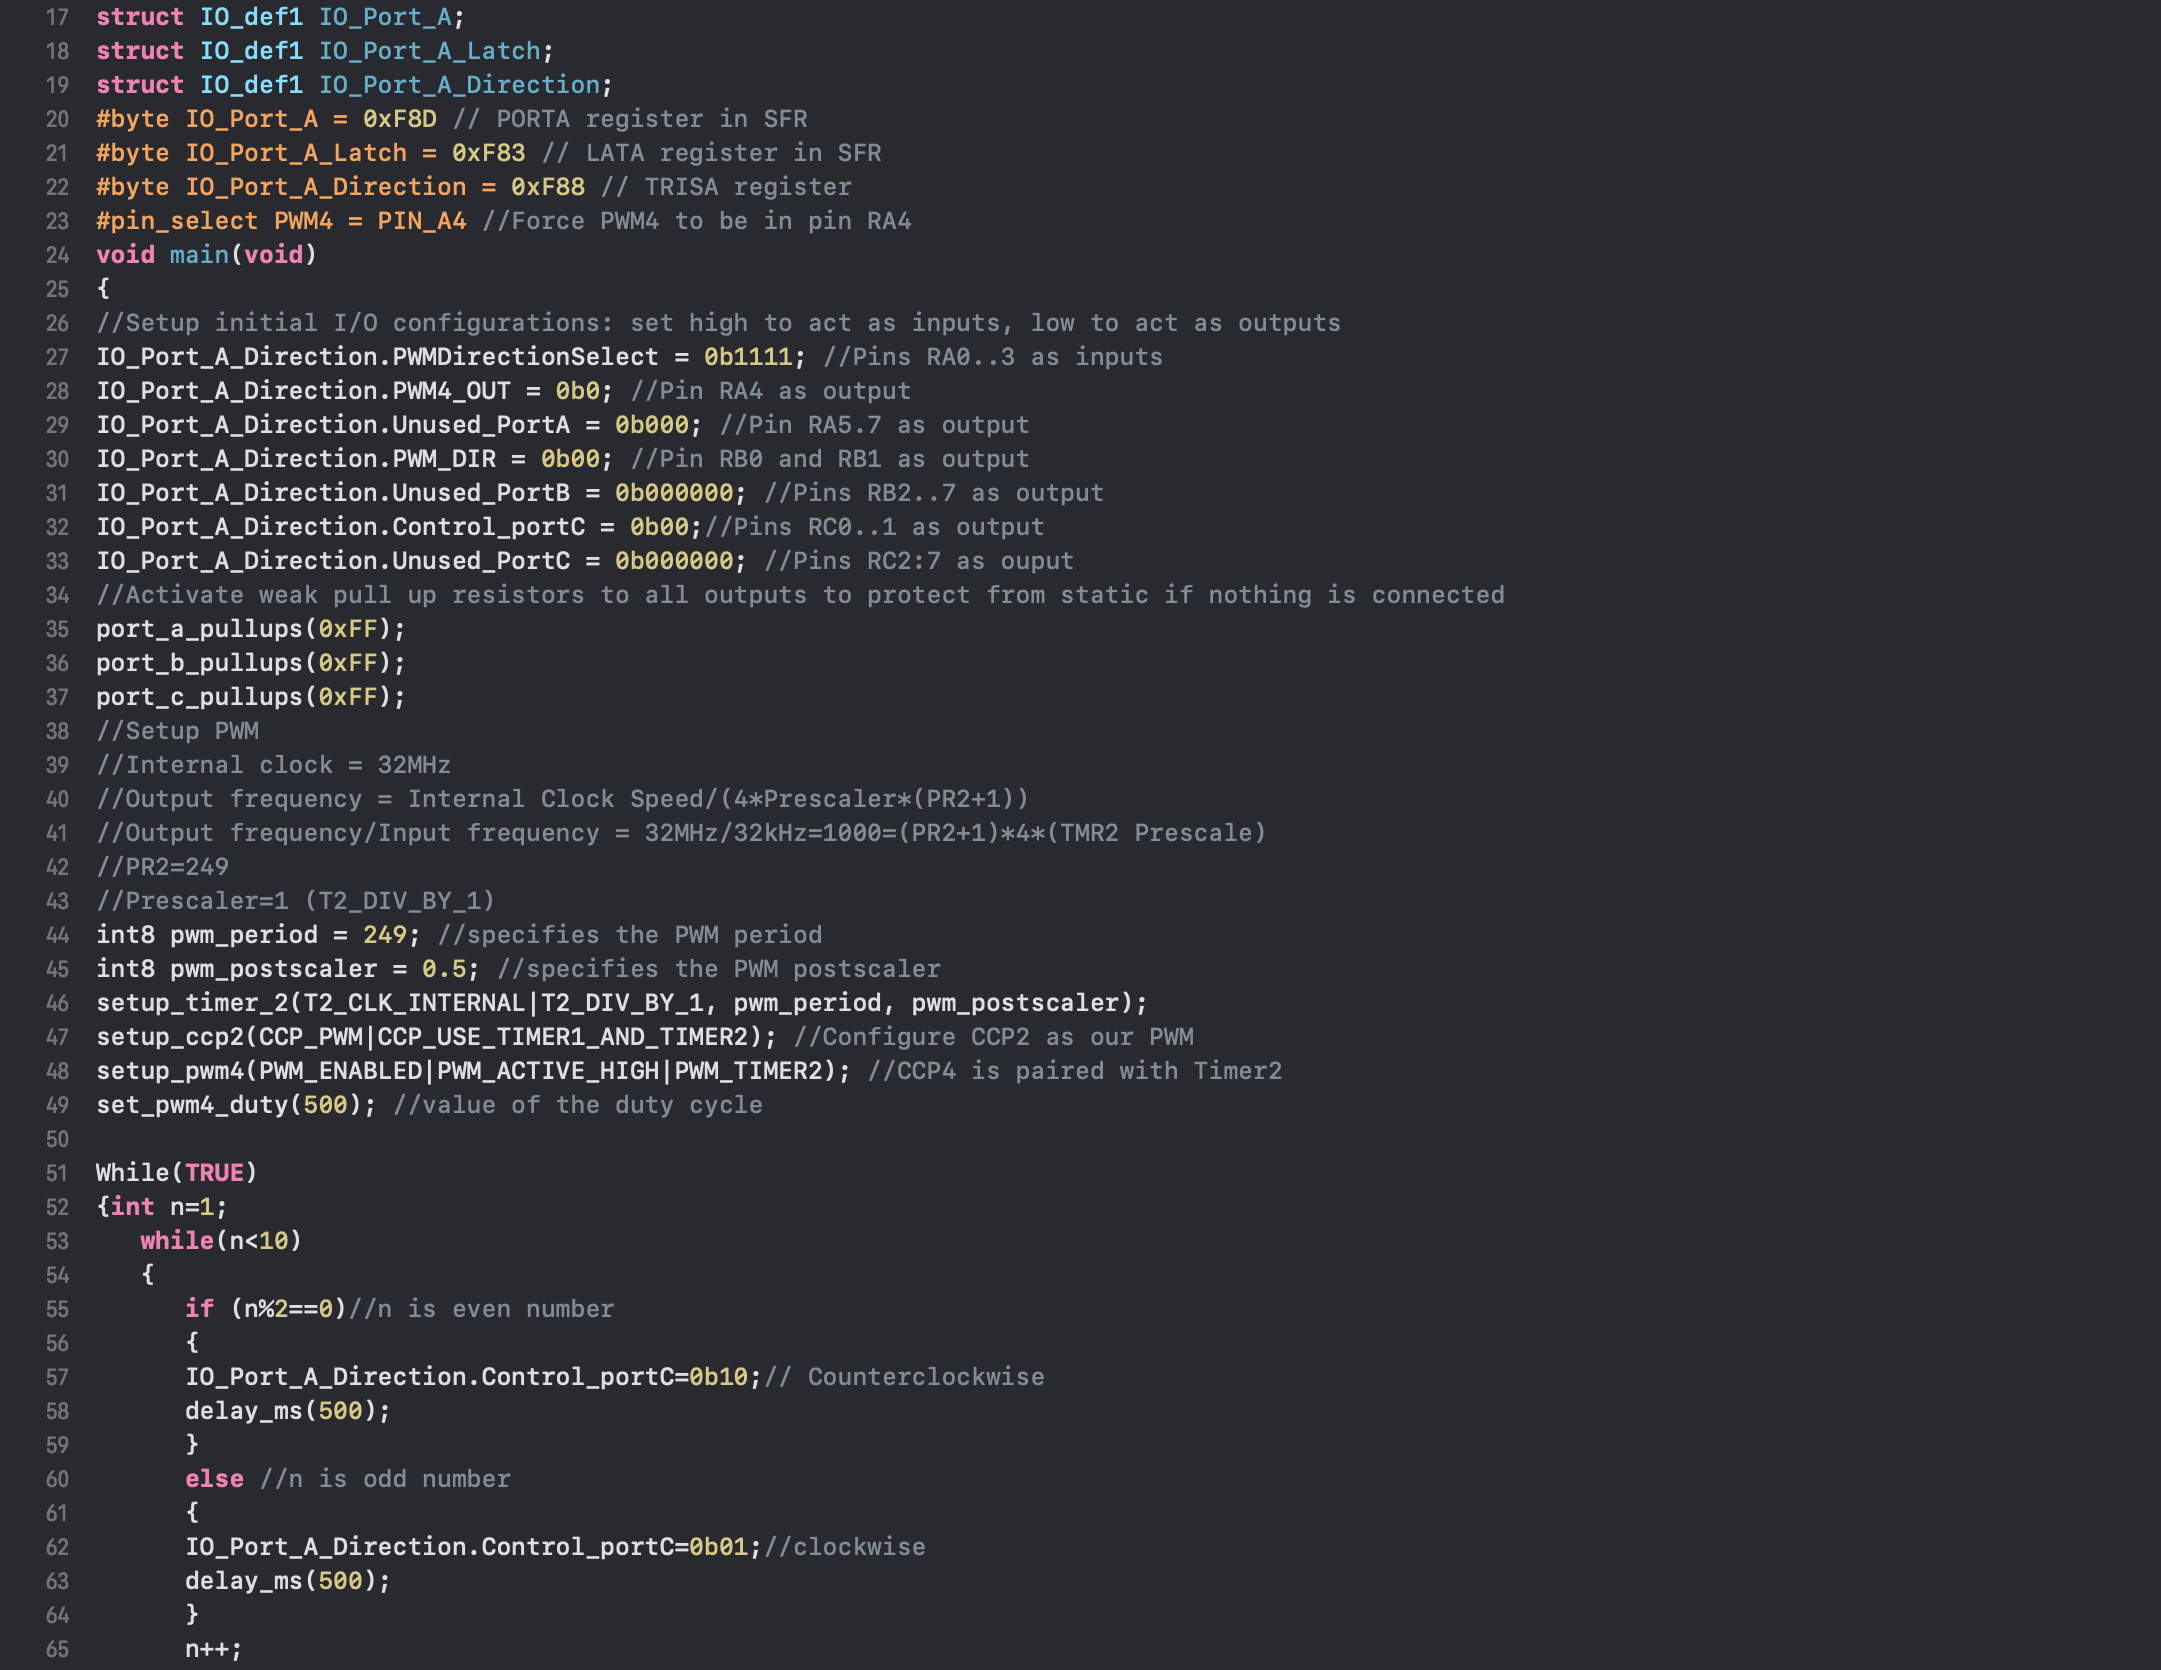 17 struct IO_def1 IO_Port_A;
18 struct IO_def1 IO_Port_A_Latch;
19 struct IO_def1 IO_Port_A_Direction;
20 #byte IO_Port_A = 0xF8D // PORTA register in SFR
21 #byte IO_Port_A_Latch = 0xF83 // LATA register in SFR
22 #byte IO_Port_A_Direction = 0xF88 // TRISA register
23 #pin_select PWM4 = PIN_A4 //Force PWM4 to be in pin RA4
24 void main(void)
25 {
26 //Setup initial I/O configurations: set high to act as inputs, low to act as outputs
27 IO_Port_A_Direction.PWMDirectionSelect = 0b1111; //Pins RA0..3 as inputs
28 IO_Port_A_Direction.PWM4_OUT = 0b0; //Pin RA4 as output
29 IO_Port_A_Direction.Unused_PortA = 0b000; //Pin RA5.7 as output
30 IO_Port_A_Direction.PWM_DIR = 0b00; //Pin RB0 and RB1 as output
31 IO_Port_A_Direction.Unused_PortB = 0b000000; //Pins RB2..7 as output
32 IO_Port_A_Direction.Control_portC = 0b00;//Pins RC0..1 as output
33 IO_Port_A_Direction.Unused_PortC = 0b000000; //Pins RC2:7 as ouput
34 //Activate weak pull up resistors to all outputs to protect from static if nothing is connected
35 port_a_pullups(0xFF);
36 port_b_pullups(0xFF);
37 port_c_pullups(0xFF);
38 //Setup PWM
39 //Internal clock = 32MHz
40 //Output frequency = Internal Clock Speed/(4*Prescaler*(PR2+1))
41 //Output frequency/Input frequency = 32MHz/32kHz=1000=(PR2+1)*4*(TMR2 Prescale)
42 //PR2=249
43 //Prescaler=1 (T2_DIV_BY_1)
44 int8 pwm_period = 249; //specifies the PWM period
45 int8 pwm_postscaler = 0.5; //specifies the PWM postscaler
46 setup_timer_2(T2_CLK_INTERNAL|T2_DIV_BY_1, pwm_period, pwm_postscaler);
47 setup_ccp2(CCP_PWM|CCP_USE_TIMER1_AND_TIMER2); //Configure CCP2 as our PWM
48 setup_pwm4(PWM_ENABLED|PWM_ACTIVE_HIGH|PWM_TIMER2); //CCP4 is paired with Timer2
49 set_pwm4_duty(500); //value of the duty cycle
50
51 While(TRUE)
52 {int n=1;
53 while(n<10)
54 {
55 if (n%2==0)//n is even number
56 {
57 IO_Port_A_Direction.Control_portC=0b10;// Counterclockwise
58 delay_ms(500);
59 }
60 else //n is odd number
61 {
62 IO_Port_A_Direction.Control_portC=0b01;//clockwise
63 delay_ms(500);
64 }
65 n++;